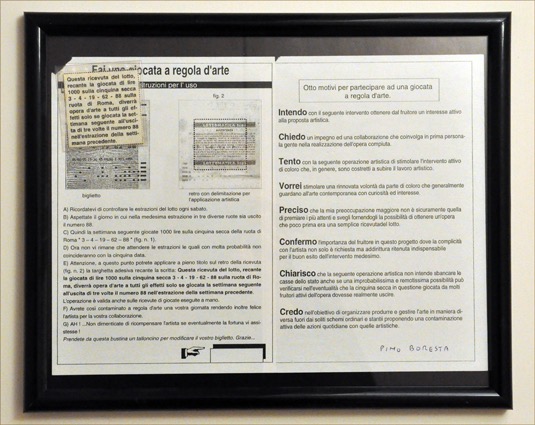 Fai una giocata a regola d'arte
struzioni per l' uso
Questa ricevuta del lotto,
recante la giocata di lire
1000 sulla cinquina secca
3 - 4 - 19 - 62 - 88 sulla
ruota di Roma, diverrà
opera d'arte a tutti gli ef-
fetti solo se giocata la set-
timana seguente all'usci-
ta di tre volte il numero 88
nell'estrazione della setti-
mana precedente.
fig. 2
biglietto
retro con delimitazione per
l'applicazione artistica
A) Ricordatevi di controllare le estrazioni del lotto ogni sabato.
B) Aspettate il giorno in cui nella medesima estrazione in tre diverse ruote sia uscito
il numero 88.
C) Quindi la settimana seguente giocate 1000 lire sulla cinquina secca della ruota di
Roma " 3 – 4 – 19 – 62 – 88 " (fig. n. 1).
D) Ora non vi rimane che attendere le estrazioni le quali con molta probabilità non
coincideranno con la cinquina data.
E) Attenzione, a questo punto potete applicare a pieno titolo sul retro della ricevuta
(fig. n. 2) la targhetta adesiva recante la scritta: Questa ricevuta del lotto, recante
la giocata di lire 1000 sulla cinquina secca 3 - 4 - 19 - 62 - 88 sulla ruota di Ro-
ma, diverrà opera d'arte a tutti gli effetti solo se giocata la settimana seguente
all'uscita di tre volte il numero 88 nell'estrazione della settimana precedente.
L'operazione è valida anche sulle ricevute di giocate eseguite a mano.
F) Avrete così contaminato a regola d'arte una vostra giornata rendendo inoltre felice
l'artista per la vostra collaborazione.
G) AH ! ...Non dimenticate di ricompensare l'artista se eventualmente la fortuna vi assi-
stesse !
Prendete da questa bustina un talloncino per modificare il vostro biglietto. Grazie...
Otto motivi per partecipare ad una giocata
a regola d'arte.
Intendo con il seguente intervento ottenere dal fruitore un interesse attivo
alla proposta artistica.
Chiedo un impegno ed una collaborazione che coinvolga in prima persona
la gente nella realizzazione dell'opera compiuta.
Tento con la seguente operazione artistica di stimolare l'intervento attivo
di coloro che, in genere, sono costretti a subire il lavoro artistico.
Vorrei stimolare una rinnovata volontà da parte di coloro che generalmente
guardano all'arte contemporanea con curiosità ed interesse.
Preciso che la mia preoccupazione maggiore non è sicuramente quella
di premiare i più attenti e svegli fornendogli la possibilità di ottenere un'opera
che poco prima era una semplice ricevuta del lotto.
Confermo l'importanza del fruitore in questo progetto dove la complicità
con l'artista non solo è richiesta ma addirittura ritenuta indispensabile
per il buon esito dell'intervento medesimo.
Chiarisco che la seguente operazione artistica non intende sbancare le
casse dello stato anche se una improbabilissima e remotissima possibilità può
verificarsi nell'eventualità che la cinquina secca in questione giocata da molti
fruitori attivi dell'opera dovesse realmente uscire.
Credo nell'obiettivo di organizzare produrre e gestire l'arte in maniera di-
versa fuori dai soliti schemi ordinari e stantii proponendo una contaminazione
attiva delle azioni quotidiane con quelle artistiche.
PINO BORESTA